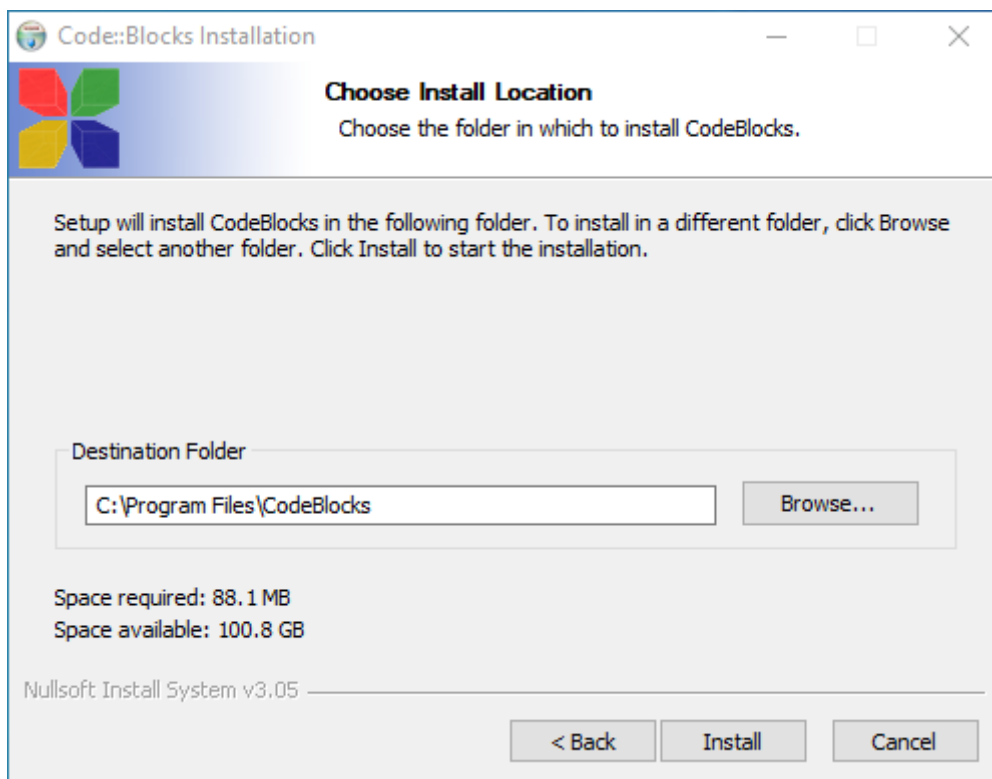 Code::Blocks Installation
Choose Install Location
Choose the folder in which to install CodeBlocks.
Setup will install CodeBlocks in the following folder. To install in a different folder, click Browse
and select another folder. Click Install to start the installation.
Destination Folder
C:\Program Files\CodeBlocks
Browse...
Space required: 88.1 MB
Space available: 100.8 GB
Nullsoft Install System v3.05
< Back
Install
Cancel